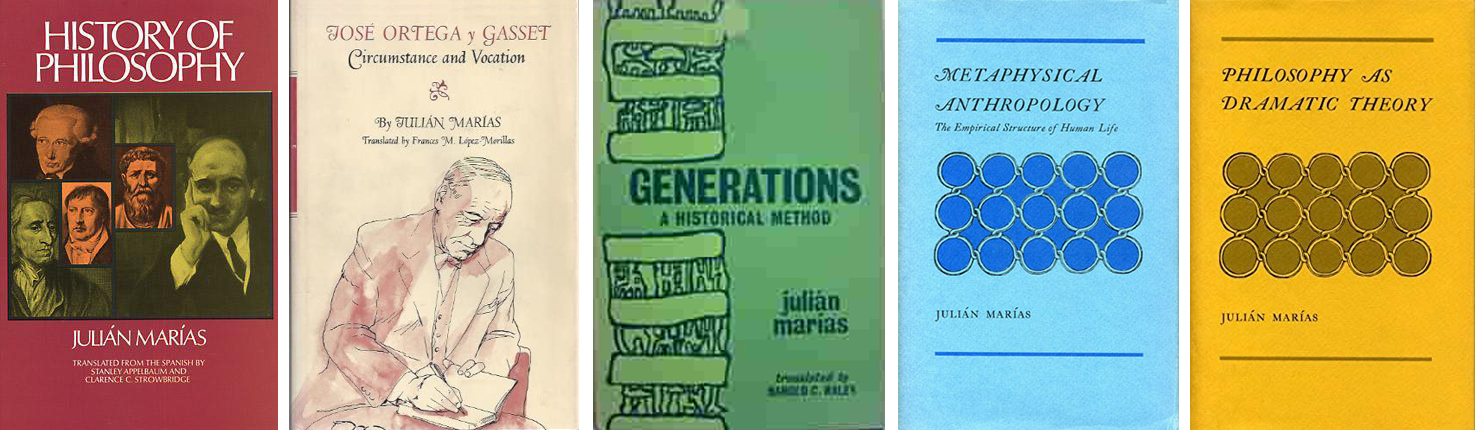 HISTORY OF
PHILOSOPHY
JULIÁN MARÍAS
TRANSLATED FROM THE SPANISH BY
STANLEY APPELBAUM AND
CLARENCE C. STROWBRIDGE
JOSÉ ORTEGA y GASSET
Circumstance and Vocation
By JULIÁN MARÍAS
Translated by Frances M. López-Morillas
GENERATIONS
A HISTORICAL METHOD
julián
marías
translated by
HAROLD C. RALEY
METAPHYSICAL
ANTHROPOLOGY
The Empirical Structure of Human Life
JULIÁN MARÍAS
PHILOSOPHY AS
DRAMATIC THEORY
JULIÁN MARÍAS